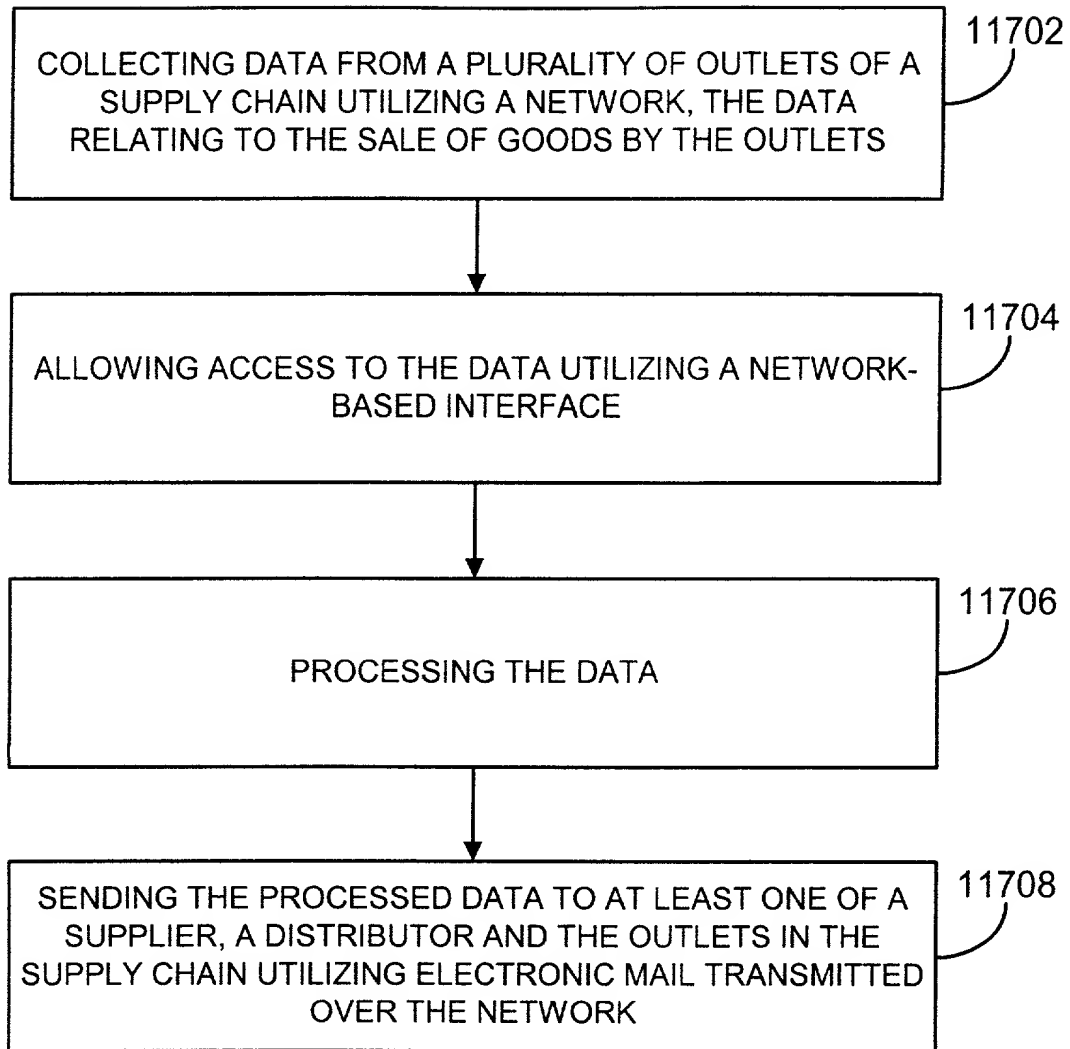 11702
COLLECTING DATA FROM A PLURALITY OF OUTLETS OF A
SUPPLY CHAIN UTILIZING A NETWORK, THE DATA
RELATING TO THE SALE OF GOODS BY THE OUTLETS
11704
ALLOWING ACCESS TO THE DATA UTILIZING A NETWORK-
BASED INTERFACE
11706
PROCESSING THE DATA
11708
SENDING THE PROCESSED DATA TO AT LEAST ONE OF A
SUPPLIER, A DISTRIBUTOR AND THE OUTLETS IN THE
SUPPLY CHAIN UTILIZING ELECTRONIC MAIL TRANSMITTED
OVER THE NETWORK